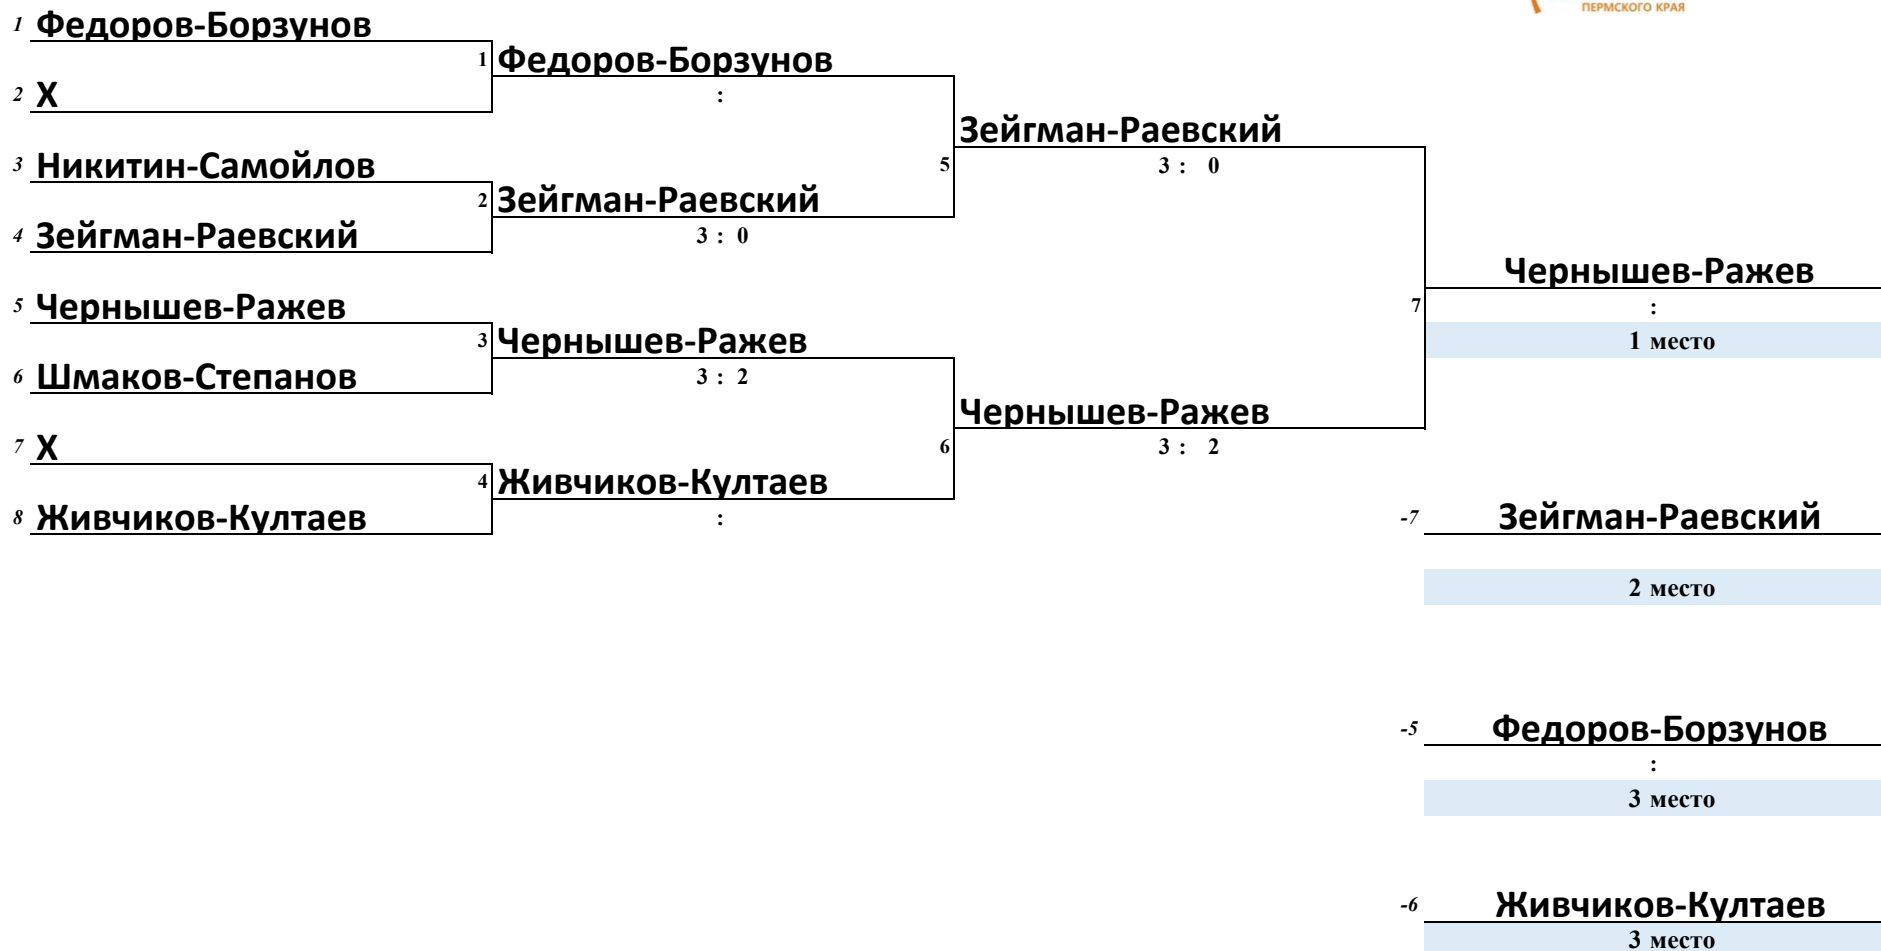 ПЕРМСКОГО КРАЯ
1 Федоров-Борзунов
1 Федоров-Борзунов
2 X
:
Зейгман-Раевский
3 Никитин-Самойлов
5
3 : 0
2 Зейгман-Раевский
4 Зейгман-Раевский
3 : 0
Чернышев-Ражев
5 Чернышев-Ражев
7
:
3 Чернышев-Ражев
1 место
6 Шмаков-Степанов
3 : 2
Чернышев-Ражев
7 X
6
3 : 2
4 Живчиков-Култаев
8 Живчиков-Култаев
:
-7 Зейгман-Раевский
2 место
-5 Федоров-Борзунов
:
3 место
-6 Живчиков-Култаев
3 место